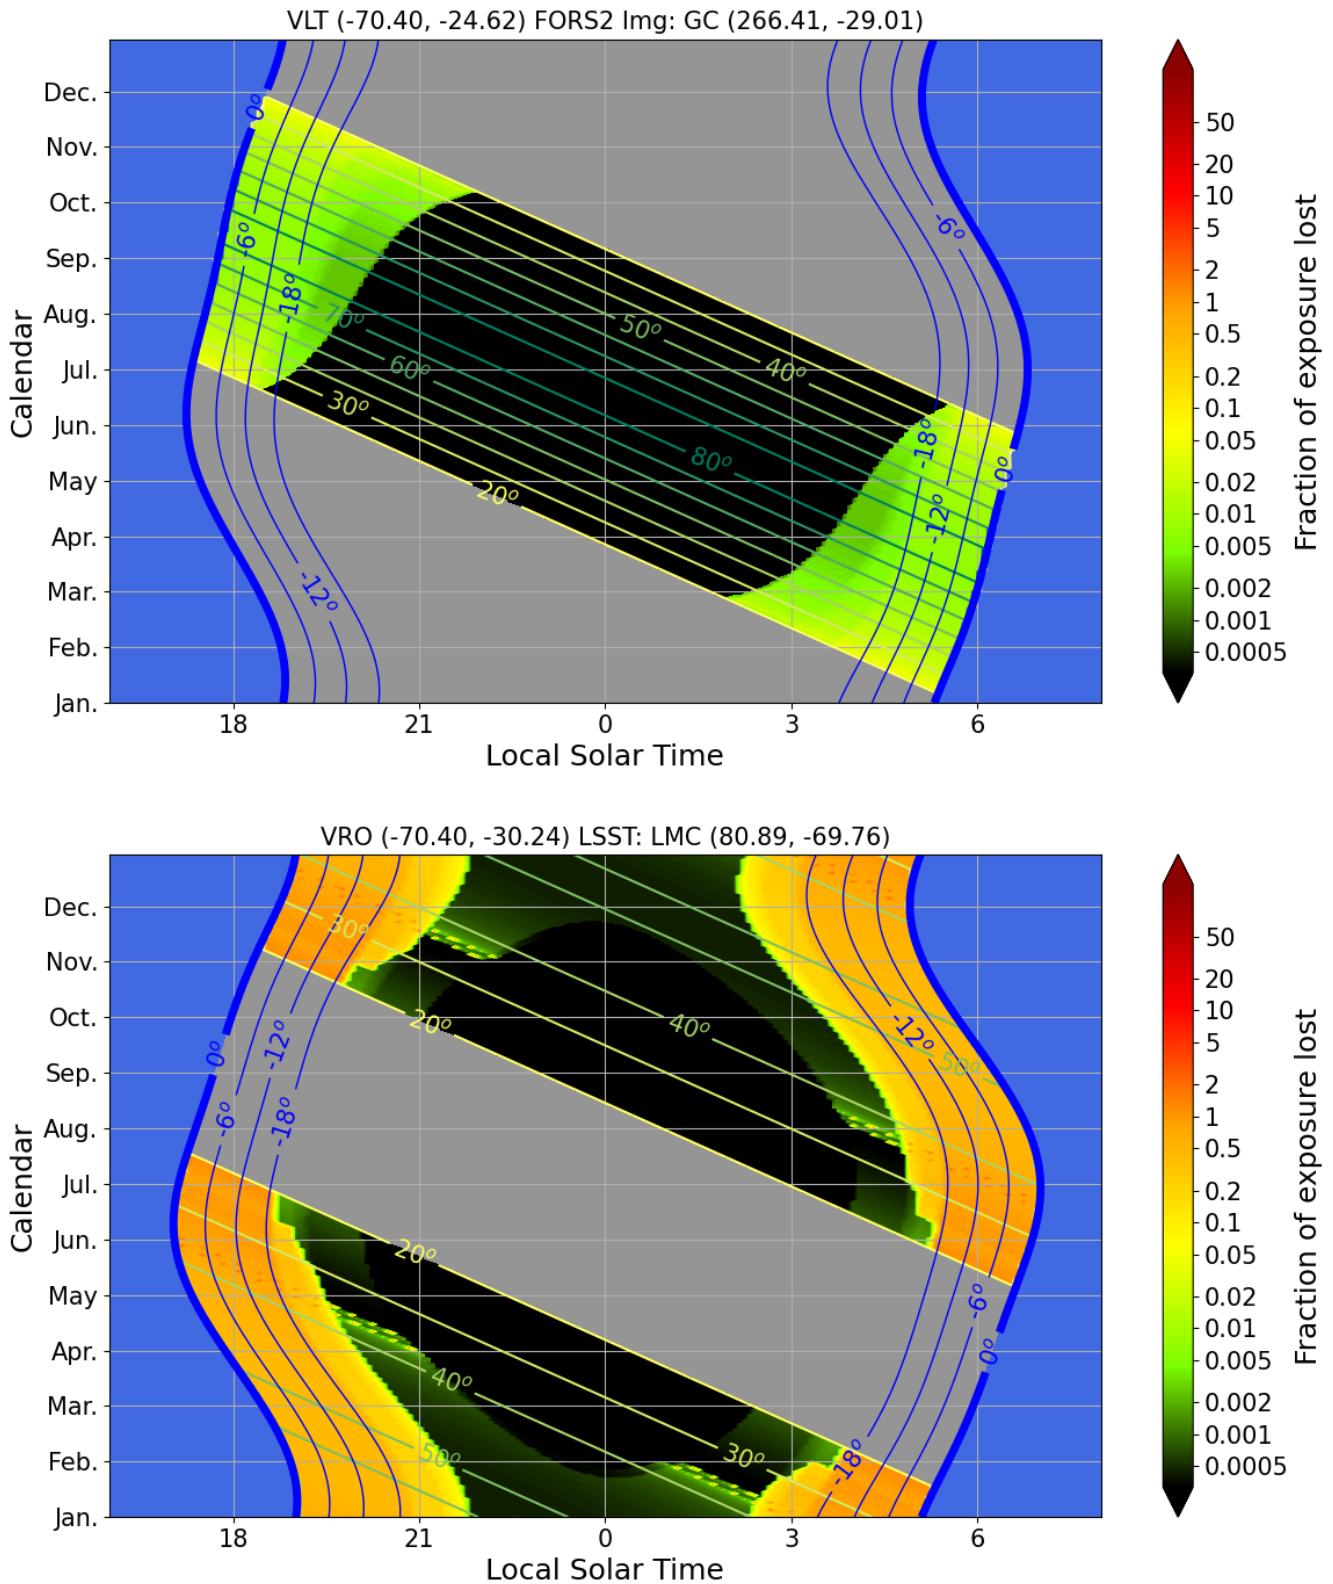 VLT (-70.40, -24.62) FORS2 Img: GC (266.41, -29.01)
Calendar
Dec.
Nov.
Oct.
Sep.
Aug.
Jul.
Jun.
May
Apr.
Mar.
Feb.
Jan.
0°
-6°
-18°
-12°
70°
60°
30°
20°
50°
40°
80°
-6°
-18°
-12°
0°
18
21
0
3
6
Local Solar Time
50
20
10
5
2
1
0.5
0.2
0.1
0.05
0.02
0.01
0.005
0.002
0.001
0.0005
Fraction of exposure lost
VRO (-70.40, -30.24) LSST: LMC (80.89, -69.76)
Calendar
Dec.
Nov.
Oct.
Sep.
Aug.
Jul.
Jun.
May
Apr.
Mar.
Feb.
Jan.
30°
20°
40°
-12°
50°
0°
-12°
-6°
-18°
20°
40°
50°
30°
-6°
0°
-18°
18
21
0
3
6
Local Solar Time
50
20
10
5
2
1
0.5
0.2
0.1
0.05
0.02
0.01
0.005
0.002
0.001
0.0005
Fraction of exposure lost